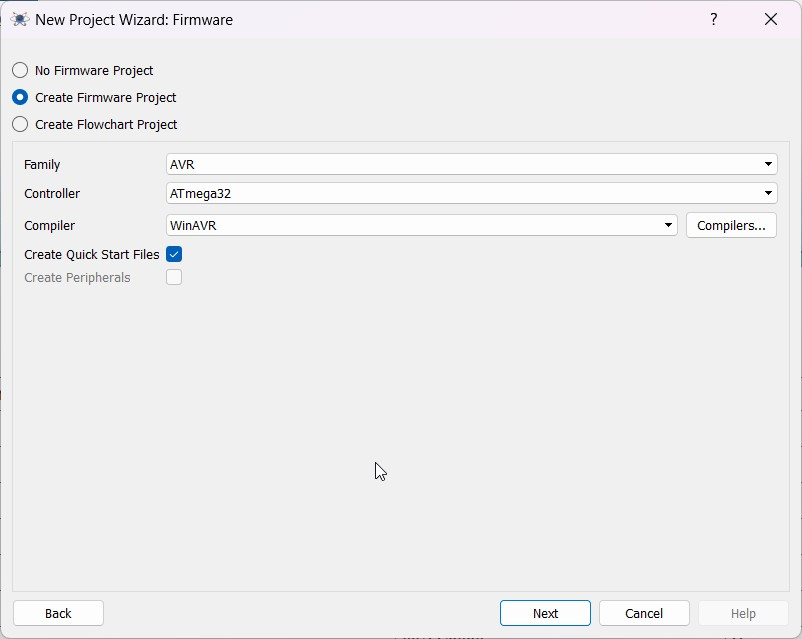 New Project Wizard: Firmware
?
No Firmware Project
Create Firmware Project
Create Flowchart Project
Family AVR
Controller ATmega32
Compiler WinAVR Compilers...
Create Quick Start Files
Create Peripherals
Back Next Cancel Help